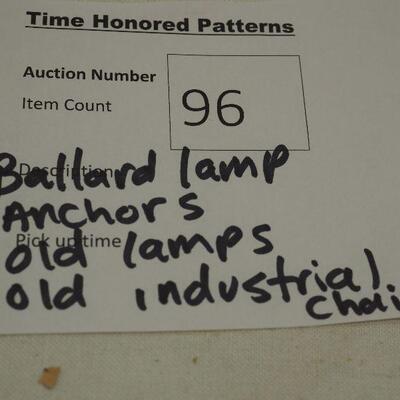 Time Honored Patterns
Auction Number
Item Count
96
Description
Ballard lamp
Anchors
Pick up time
old lamps
old industrial
Chai